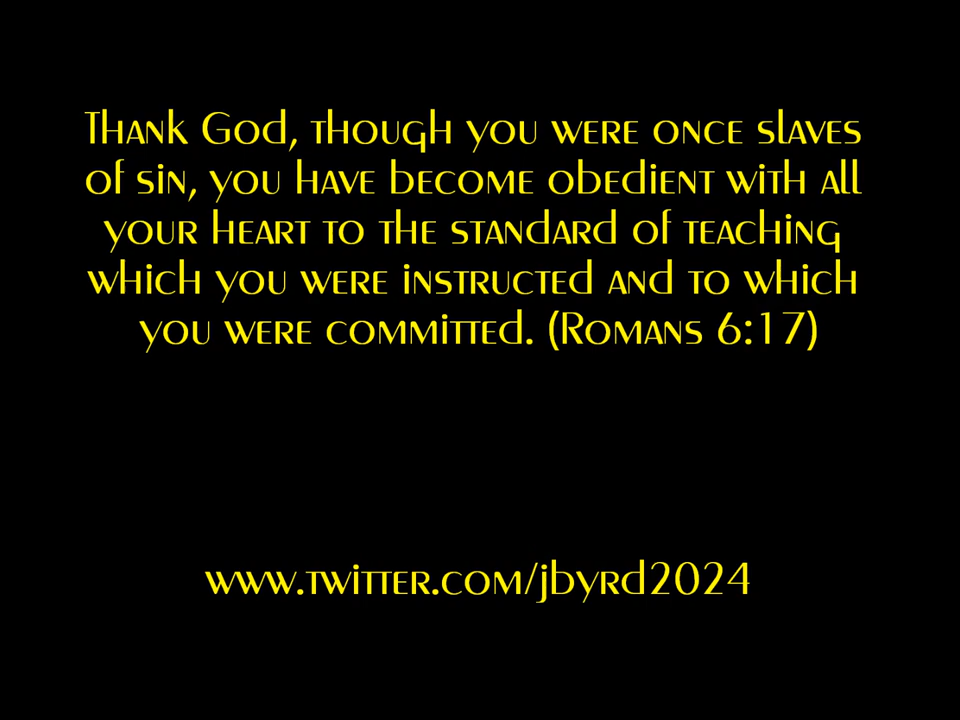 Thank God, though you were once slaves
of sin, you have become obedient with all
your heart to the standard of teaching
which you were instructed and to which
you were committed. (Romans 6:17)
www.twitter.com/jbyrd2024